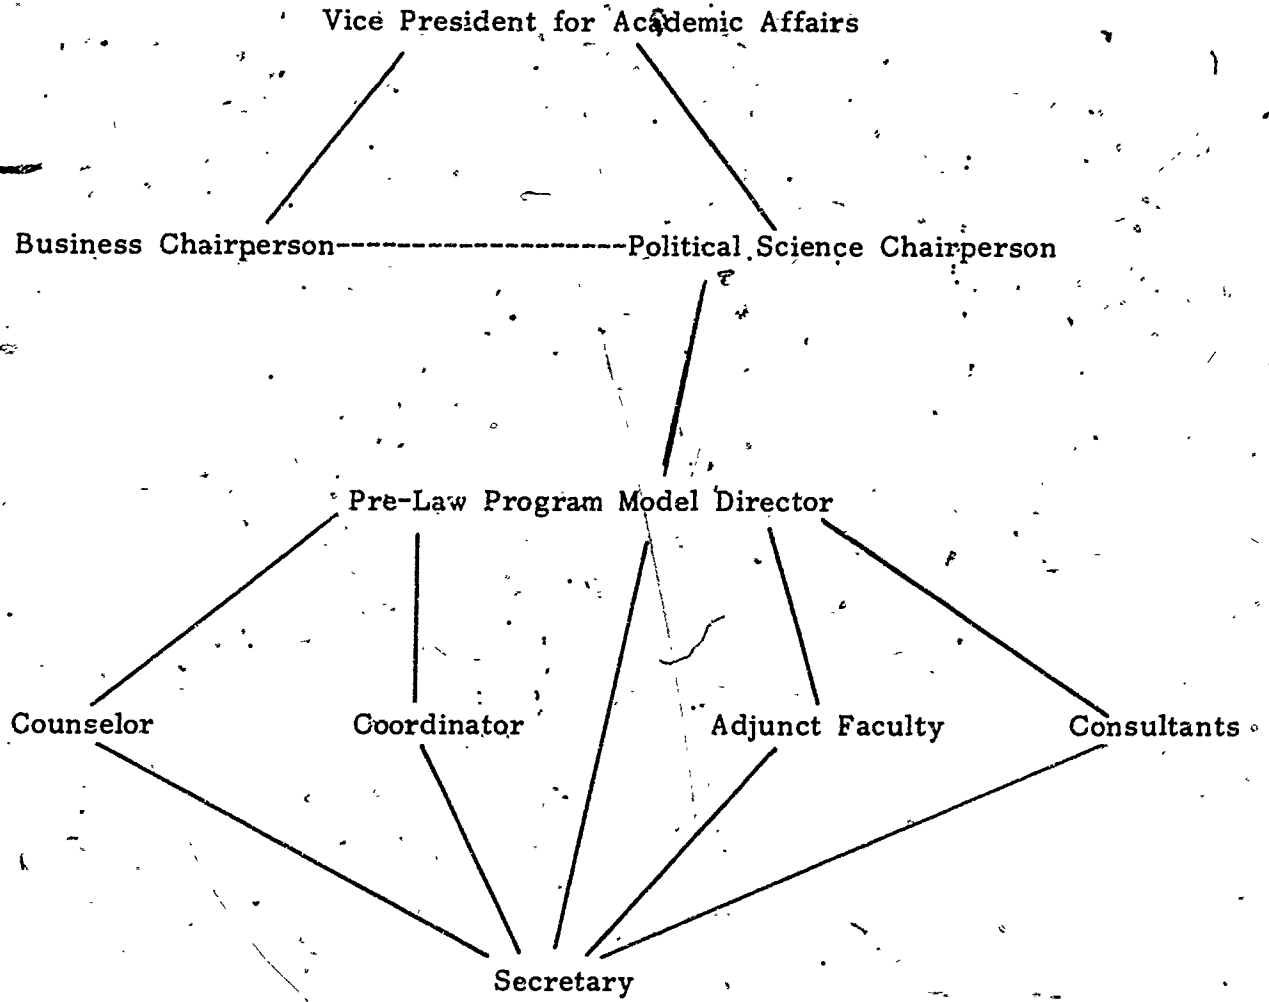 Vice President for Academic Affairs
Business Chairperson-------------------Political Science Chairperson
Pre-Law Program Model Director
Counselor Coordinator Adjunct Faculty Consultants
Secretary